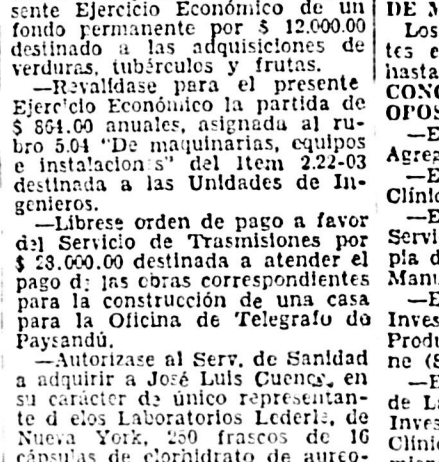 sente Ejercicio Económico de un
fondo permanente por $ 12.000.00
destinado a las adquisiciones de
verduras, tubérculos y frutas.
—Revalídase para el presente
Ejercicio Económico la partida de
$ 864.00 anuales, asignada al ru-
bro 5.04 "De maquinarias, equipos
e instalacion s" del Item 2.22-03
destinada a las Unidades de In-
genieros.
—Líbrese orden de pago a favor
del Servicio de Trasmisiones por
$ 28.000.00 destinada a atender el
pago de las obras correspondientes
para la construcción de una casa
para la Oficina de Telegrafo de
Paysandú.
—Autorízase al Serv. de Sanidad
a adquirir a José Luis Cuenca, en
su carácter de único representan-
te d elos Laboratorios Lederle, de
Nueva York, 250 frascos de 16
cápsulas de clorhidrato de aureo-
DE
Los
tes e
hasta
CONC
OPOS
—E
Agreg
—E
Clínic
—E
Servi
pia d
Manu
—E
Inves
Produ
ne (S
—E
de La
Inves
Clínic